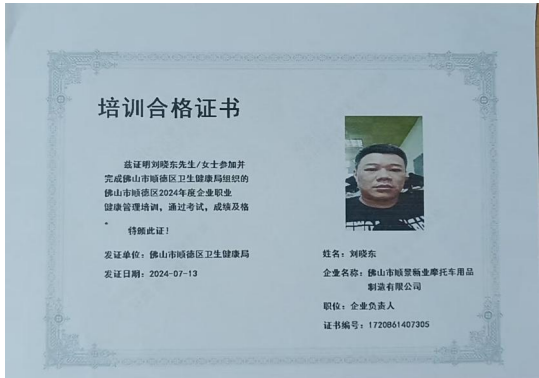 培训合格证书
兹证明刘晓东先生/女士参加并
完成佛山市顺德区卫生健康局组织的
佛山市顺德区2024年度企业职业
健康管理培训，通过考试，成绩及格
。
特颁此证！
发证单位：佛山市顺德区卫生健康局
发证日期：2024-07-13
姓名：刘晓东
企业名称：佛山市顺景骊业摩托车用品
制造有限公司
职位：企业负责人
证书编号：1720861407305